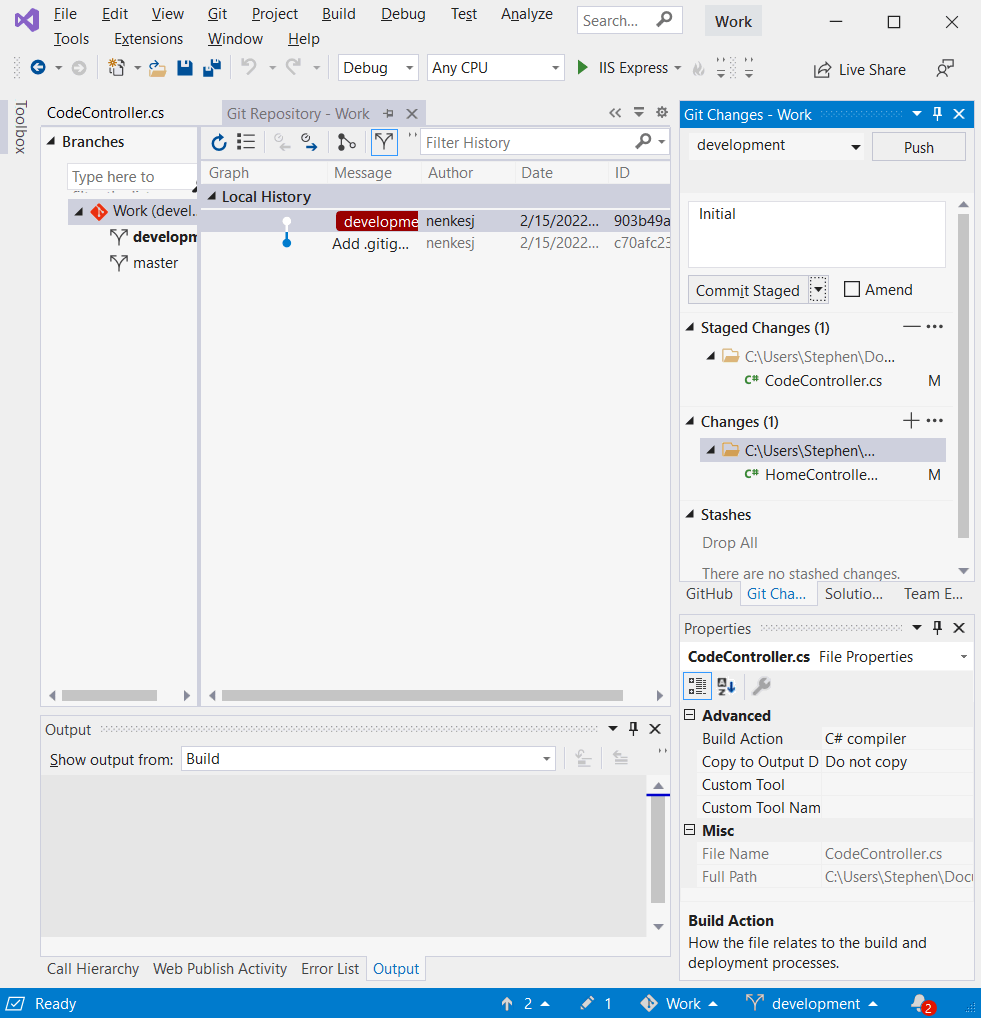 File Edit View Git Project Build Debug Test Analyze Search... Work
Tools Extensions Window Help
Debug Any CPU IIS Express Live Share
Toolbox
CodeController.cs Git Repository - Work
Branches
Type here to
Work (devel...
developm
master
Filter History
Graph Message Author Date ID
Local History
developme nenkesj 2/15/2022... 903b49a
Add .gitig... nenkesj 2/15/2022... c70afc23
Git Changes - Work
development Push
Initial
Commit Staged Amend
Staged Changes (1)
C:\Users\Stephen\Do...
C# CodeController.cs M
Changes (1)
C:\Users\Stephen\...
C# HomeControlle... M
Stashes
Drop All
There are no stashed changes.
GitHub Git Cha... Solutio... Team E...
Properties
CodeController.cs File Properties
Advanced
Build Action C# compiler
Copy to Output D Do not copy
Custom Tool
Custom Tool Nam
Misc
File Name CodeController.cs
Full Path C:\Users\Stephen\Docu
Build Action
How the file relates to the build and
deployment processes.
Output
Show output from: Build
Call Hierarchy Web Publish Activity Error List Output
Ready 2 1 Work development 2